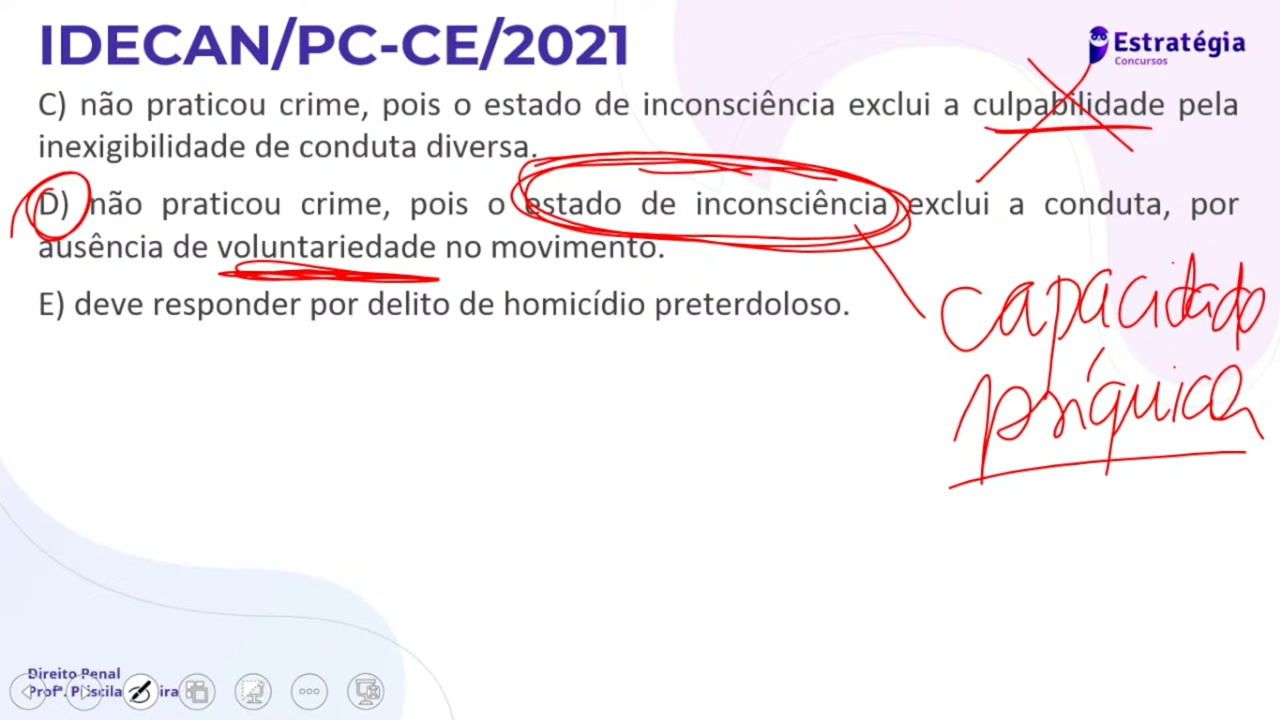 IDECAN/PC-CE/2021
Estratégia
Concursos
C) não praticou crime, pois o estado de inconsciência exclui a culpabilidade pela
inexigibilidade de conduta diversa.
D) não praticou crime, pois o estado de inconsciência exclui a conduta, por
ausência de voluntariedade no movimento.
E) deve responder por delito de homicídio preterdoloso.
capacidade
psíquica
Direito Penal
Profª. Priscila